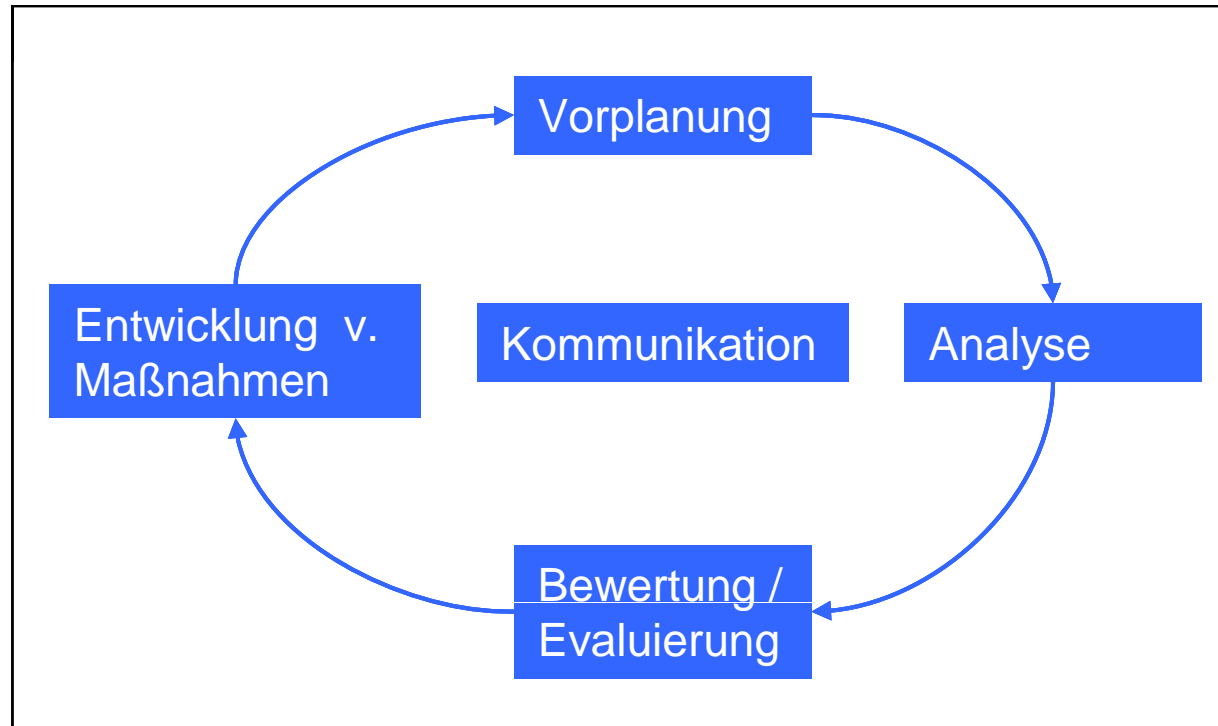 Vorplanung
Entwicklung v.
Maßnahmen
Kommunikation
Analyse
Bewertung /
Evaluierung